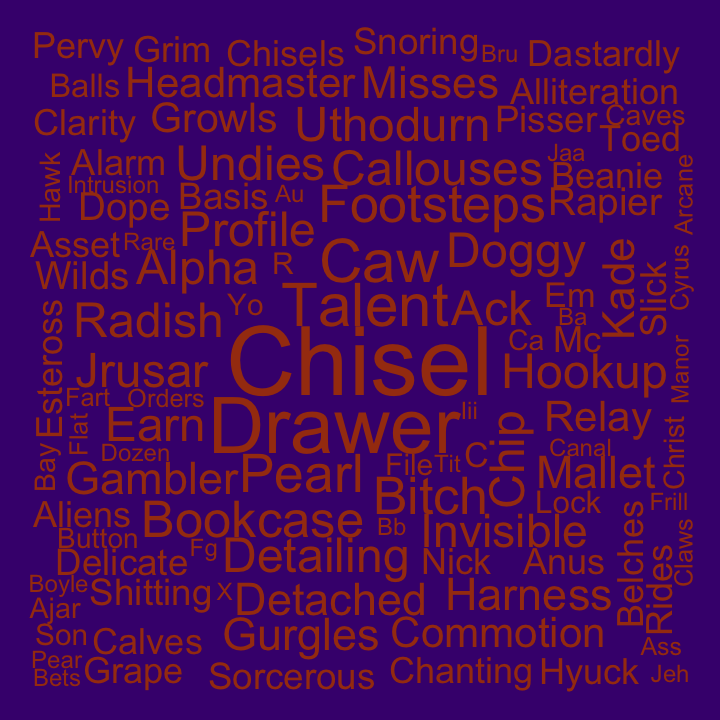 Pervy Grim Chisels Snoring Bru Dastardly
Balls Headmaster Misses Alliteration
Clarity Growls Uthodurn Pisser Caves
Toed
Hawk Alarm Undies Callouses Jaa Beanie Arcane
Intrusion Basis Au Footsteps Rapier
Dope Profile
Asset Rare Caw Doggy Kade Slick Cyrus
Wilds Alpha R
Esteross Radish Yo Talent Ack Em
Ba
Ca Mc Manor
Jrusar Chisel Hookup
Fart Orders
Flat Earn Drawer Iii Relay Christ
Bay Dozen File Tit C Chip Canal
Gambler Pearl Mallet
Aliens Bookcase Bitch Lock Frill
Button Bb Invisible Claws
Delicate Fg Detailing Nick Anus Belches Rides
Boyle Shitting X Detached Harness
Ajar
Son Calves Gurgles Commotion Ass
Pear Grape Sorcerous Chanting Hyuck Jeh
Bets